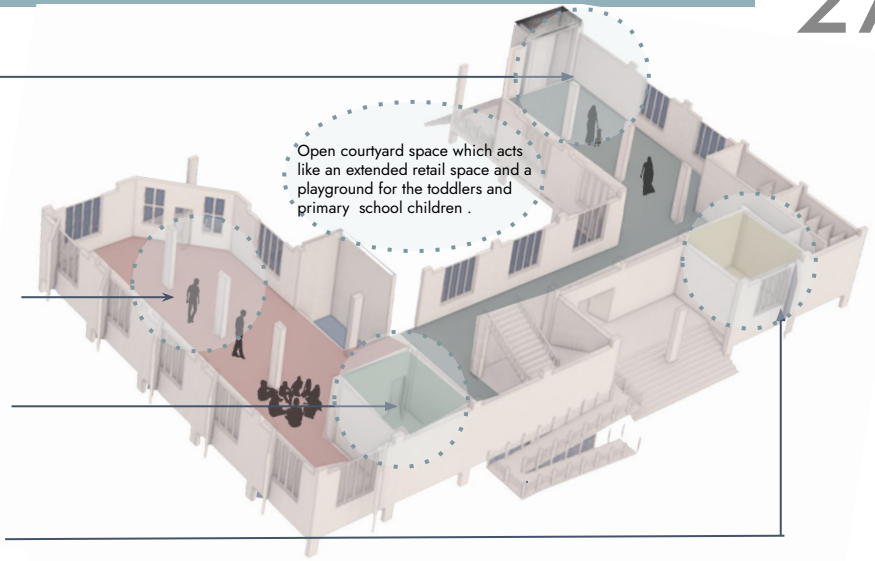 27
Open courtyard space which acts
like an extended retail space and a
playground for the toddlers and
primary  school children .